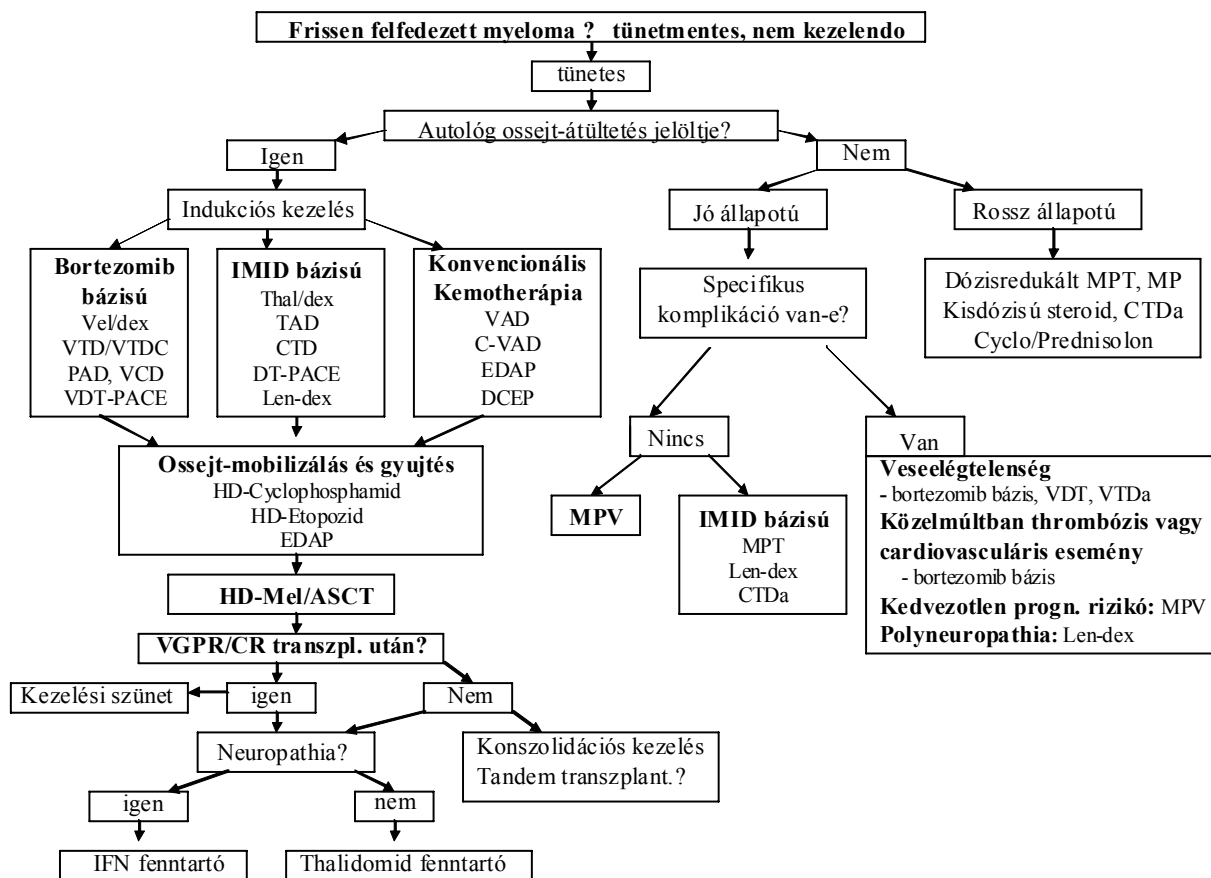 Frissen felfedezett myeloma ? tünetmentes, nem kezelendo
tünetes
Autológ ossejt-átültetés jelöltje?
Igen
Nem
Indukciós kezelés
Jó állapotú
Rossz állapotú
Bortezomib
bázisú
Vel/dex
VTD/VTDC
PAD, VCD
VDT-PACE
IMID bázisú
Thal/dex
TAD
CTD
DT-PACE
Len-dex
Konvencionális
Kemotherápia
VAD
C-VAD
EDAP
DCEP
Specifikus
komplikáció van-e?
Dózisredukált MPT, MP
Kisdózisú steroid, CTDa
Cyclo/Prednisolon
Nincs
Van
Ossejt-mobilizálás és gyujtés
HD-Cyclophosphamid
HD-Etopozid
EDAP
MPV
IMID bázisú
MPT
Len-dex
CTDa
Veseelégtelenség
- bortezomib bázis, VDT, VTDa
Közelmúltban thrombózis vagy
cardiovasculáris esemény
- bortezomib bázis
Kedvezotlen progn. rizikó: MPV
Polyneuropathia: Len-dex
HD-Mel/ASCT
VGPR/CR transzpl. után?
Kezelési szünet
igen
Nem
Neuropathia?
Konszolidációs kezelés
Tandem transzplant.?
igen
nem
IFN fenntartó
Thalidomid fenntartó